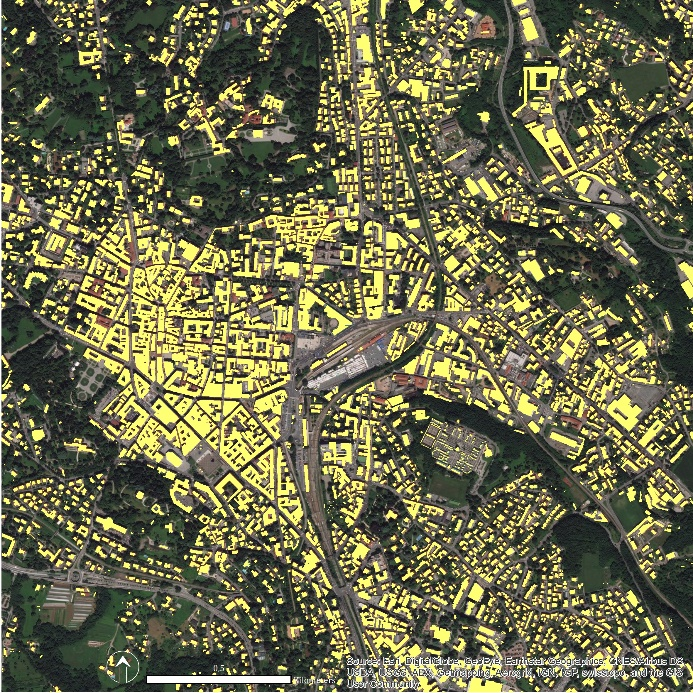 0,5
Kilometers
Source: Esri, DigitalGlobe, GeoEye, Earthstar Geographics, CNES/Airbus DS,
USDA, USGS, AEX, Getmapping, Aerogrid, IGN, IGP, swisstopo, and the GIS
User Community